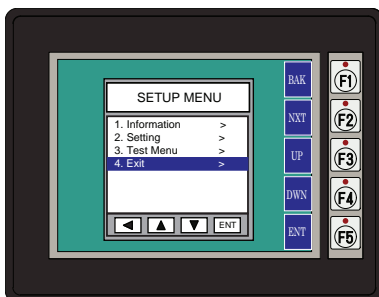 SETUP MENU
1. Information >
2. Setting >
3. Test Menu >
4. Exit >
ENT
BAK
NXT
UP
DWN
ENT
F1
F2
F3
F4
F5